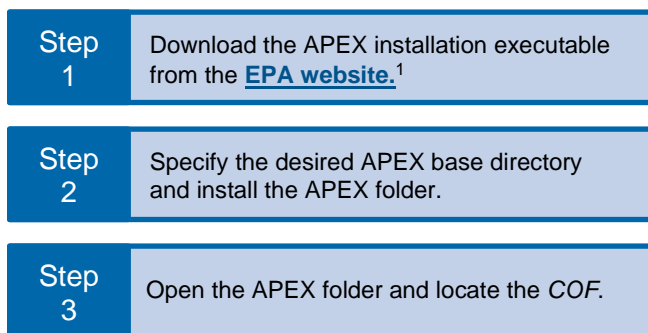 Step
1
Download the APEX installation executable
from the EPA website.1
Step
2
Specify the desired APEX base directory
and install the APEX folder.
Step
3
Open the APEX folder and locate the COF.